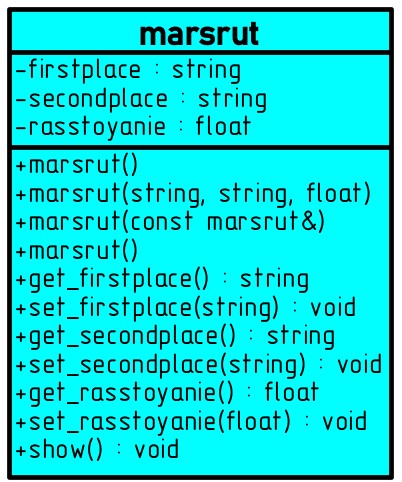 marsrut
-firstplace : string
-secondplace : string
-rasstoyanie : float
+marsrut()
+marsrut(string, string, float)
+marsrut(const marsrut&)
+marsrut()
+get_firstplace() : string
+set_firstplace(string) : void
+get_secondplace() : string
+set_secondplace(string) : void
+get_rasstoyanie() : float
+set_rasstoyanie(float) : void
+show() : void